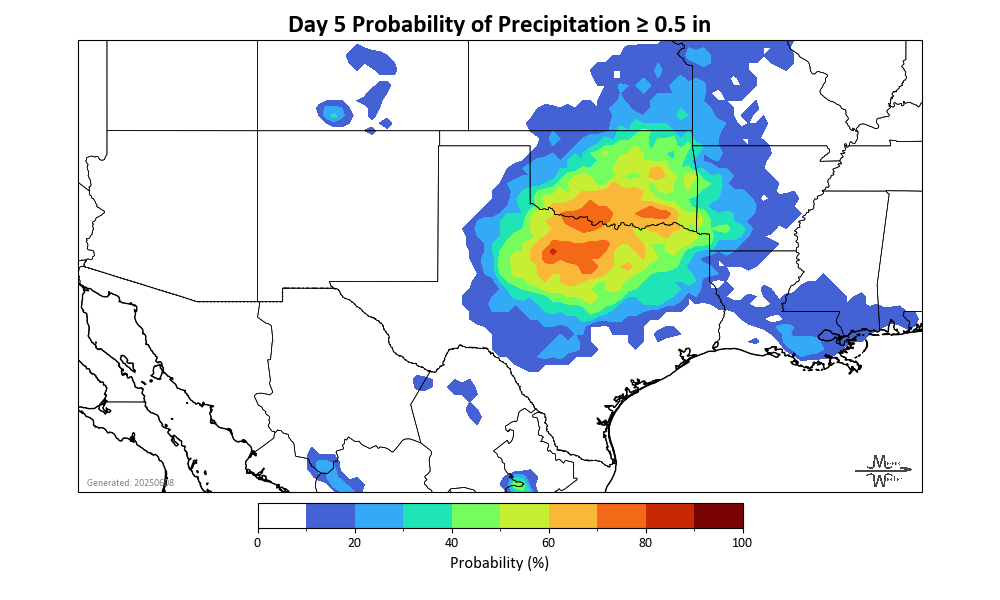 Day 5 Probability of Precipitation ≥ 0.5 in
Generated: 20250608
0 20 40 60 80 100
Probability (%)